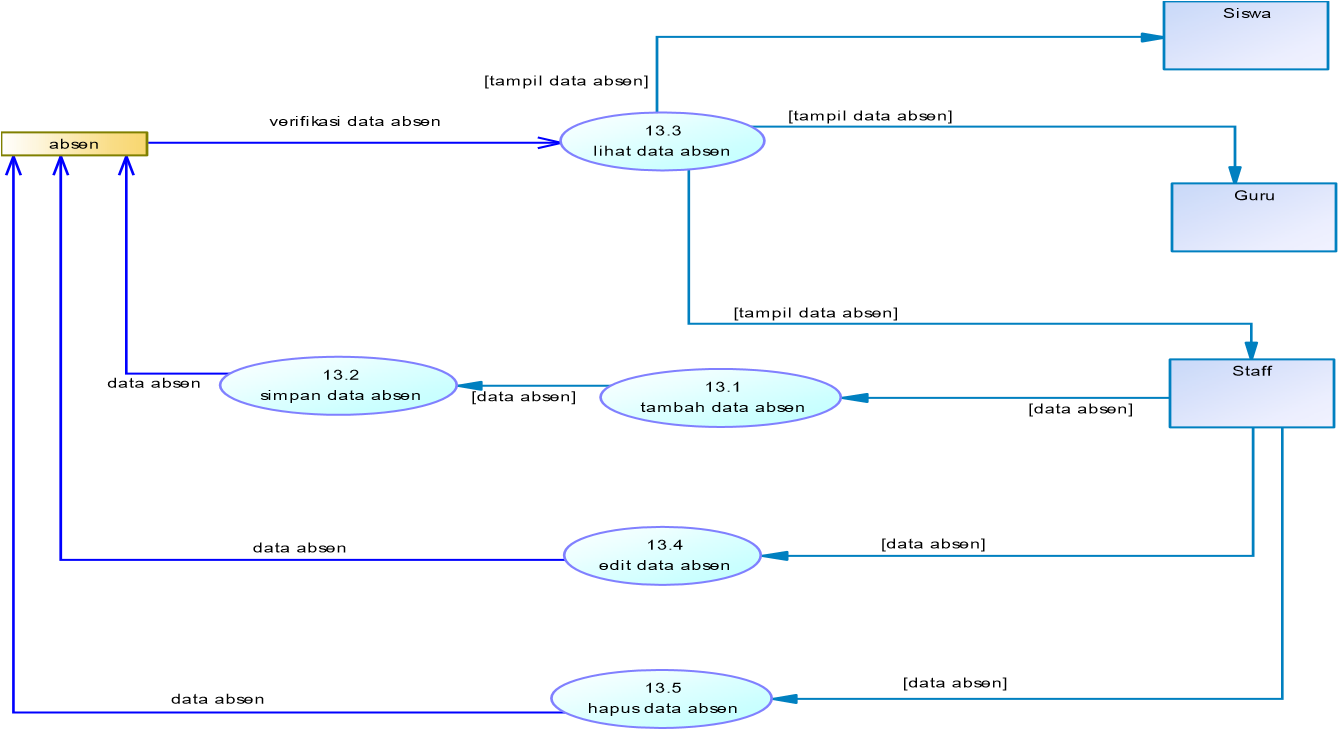 Siswa
[tampil data absen]
[tampil data absen]
verifikasi data absen
13.3
lihat data absen
absen
Guru
[tampil data absen]
Staff
13.2
simpan data absen
data absen
[data absen]
13.1
tambah data absen
[data absen]
data absen
13.4
edit data absen
[data absen]
data absen
13.5
hapus data absen
[data absen]